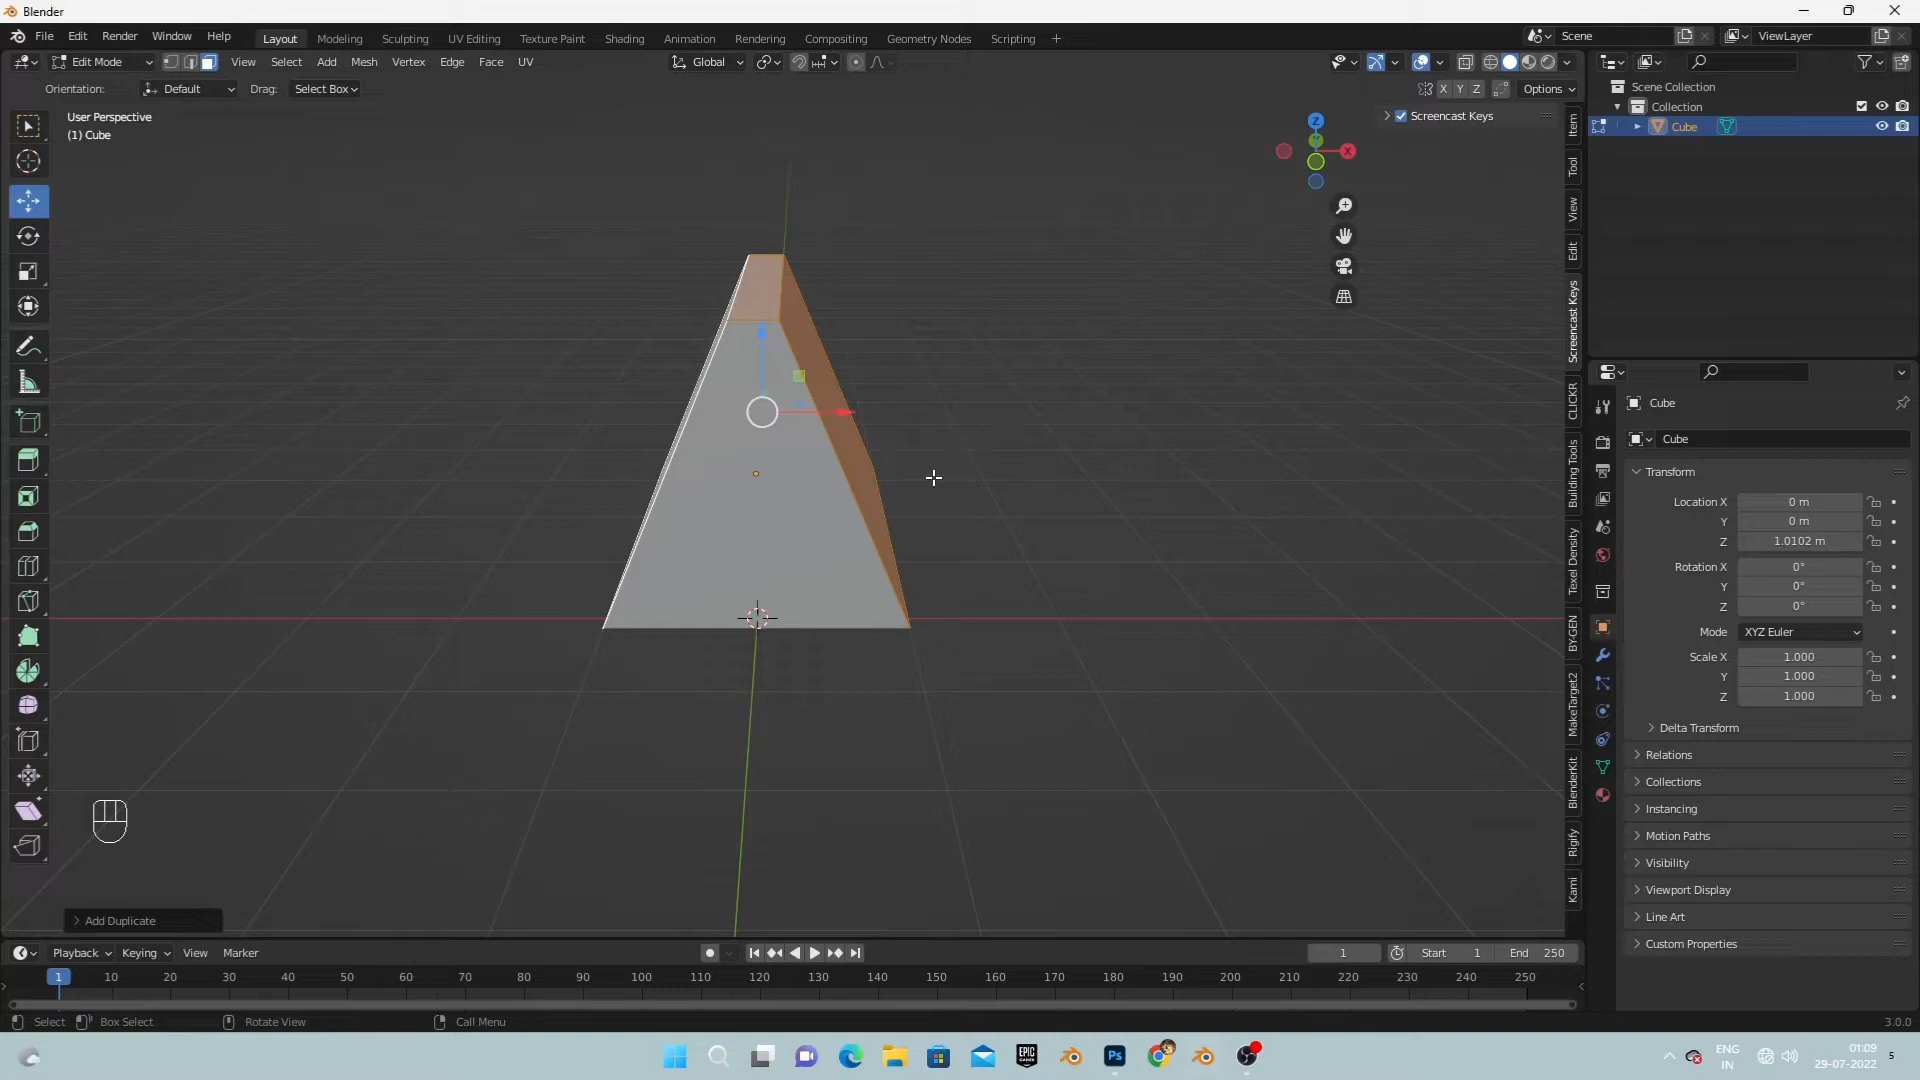 Blender
File Edit Render Window Help
Layout Modeling Sculpting UV Editing Texture Paint Shading Animation Rendering Compositing Geometry Nodes Scripting +
Scene
ViewLayer
Edit Mode
View Select Add Mesh Vertex Edge Face UV
Global
Orientation: Default Drag: Select Box
X Y Z Options
User Perspective
(1) Cube
Screencast Keys
Z
X
Item
Tool
View
Edit
Screencast Keys
CLICKR
Building Tools
Texel Density
BY-GEN
MakeTarget2
BlenderKit
Rigify
Kami
Scene Collection
Collection
Cube
Cube
Cube
Transform
Location X 0 m
Y 0 m
Z 1.0102 m
Rotation X 0°
Y 0°
Z 0°
Mode XYZ Euler
Scale X 1.000
Y 1.000
Z 1.000
Delta Transform
Relations
Collections
Instancing
Motion Paths
Visibility
Viewport Display
Line Art
Custom Properties
Add Duplicate
Playback Keying View Marker
1 Start 1 End 250
1 10 20 30 40 50 60 70 80 90 100 110 120 130 140 150 160 170 180 190 200 210 220 230 240 250
Select Box Select Rotate View Call Menu 3.0.0
EPIC
GAMES
Ps
ENG
IN
01:09
29-07-2022
5